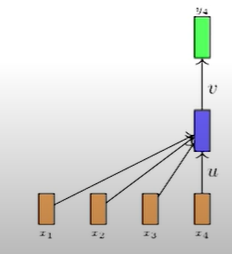 y₄
v
u
x₁ x₂ x₃ x₄